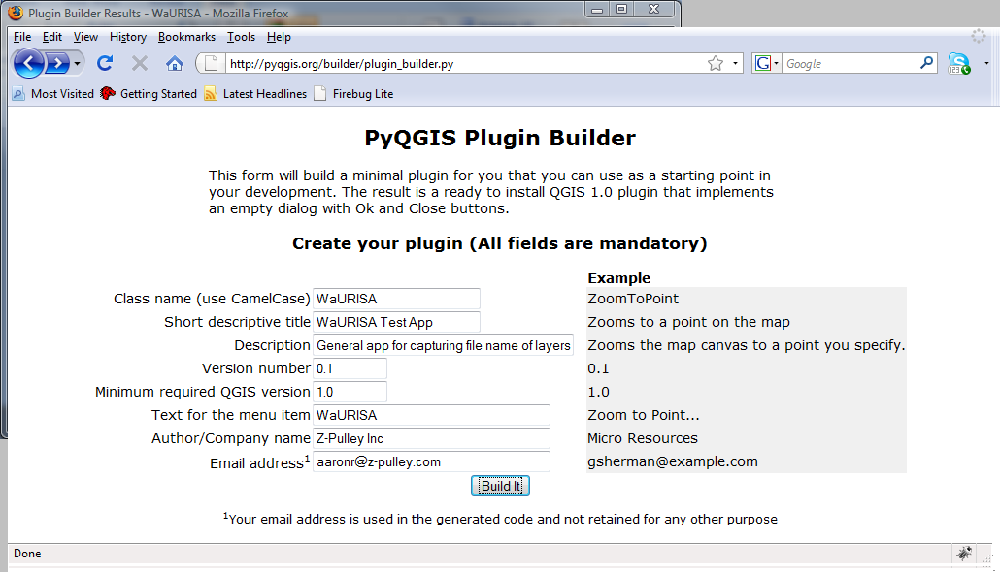 Plugin Builder Results - WaURISA - Mozilla Firefox
File Edit View History Bookmarks Tools Help
http://pyqgis.org/builder/plugin_builder.py
G Google
S 123
Most Visited Getting Started Latest Headlines Firebug Lite
PyQGIS Plugin Builder
This form will build a minimal plugin for you that you can use as a starting point in
your development. The result is a ready to install QGIS 1.0 plugin that implements
an empty dialog with Ok and Close buttons.
Create your plugin (All fields are mandatory)
Example
Class name (use CamelCase) WaURISA ZoomToPoint
Short descriptive title WaURISA Test App Zooms to a point on the map
Description General app for capturing file name of layers Zooms the map canvas to a point you specify.
Version number 0.1 0.1
Minimum required QGIS version 1.0 1.0
Text for the menu item WaURISA Zoom to Point...
Author/Company name Z-Pulley Inc Micro Resources
Email address1 aaronr@z-pulley.com gsherman@example.com
Build It
1Your email address is used in the generated code and not retained for any other purpose
Done